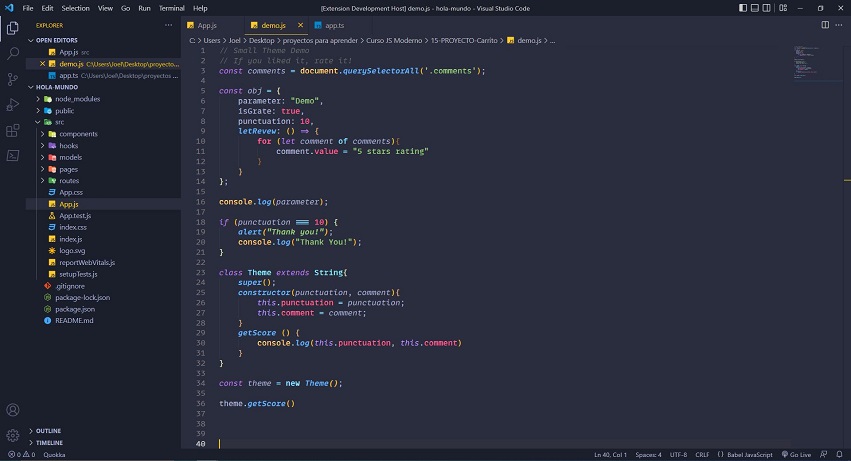 File Edit Selection View Go Run Terminal Help
[Extension Development Host] demo.js - hola-mundo - Visual Studio Code
EXPLORER
OPEN EDITORS
App.js src
demo.js C:\Users\Joel\Desktop\proyecto...
app.ts C:\Users\Joel\Desktop\proyectos ...
HOLA-MUNDO
node_modules
public
src
components
hooks
models
pages
routes
App.css
App.js
App.test.js
index.css
index.js
logo.svg
reportWebVitals.js
setupTests.js
.gitignore
package-lock.json
package.json
README.md
OUTLINE
TIMELINE
App.js demo.js app.ts
C: > Users > Joel > Desktop > proyectos para aprender > Curso JS Moderno > 15-PROYECTO-Carrito > demo.js > ...
1 // Small Theme Demo
2 // If you liked it, rate it!
3 const comments = document.querySelectorAll('.comments');
4
5 const obj = {
6 parameter: "Demo",
7 isGrate: true,
8 punctuation: 10,
9 letRevew: () => {
10 for (let comment of comments){
11 comment.value = "5 stars rating"
12 }
13 }
14 };
15
16 console.log(parameter);
17
18 if (punctuation === 10) {
19 alert("Thank you!");
20 console.log("Thank You!");
21 }
22
23 class Theme extends String{
24 super();
25 constructor(punctuation, comment){
26 this.punctuation = punctuation;
27 this.comment = comment;
28 }
29 getScore () {
30 console.log(this.punctuation, this.comment)
31 }
32 }
33
34 const theme = new Theme();
35
36 theme.getScore()
37
38
39
40
0 0 Quokka
Ln 40, Col 1 Spaces: 4 UTF-8 CRLF {} Babel JavaScript Go Live